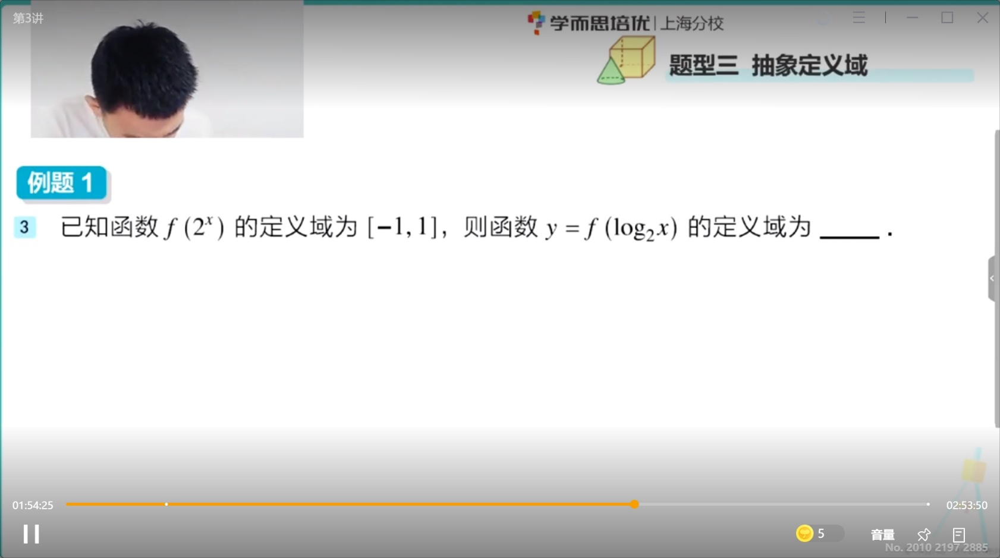 第3讲
学而思培优|上海分校
题型三 抽象定义域
例题 1
3 已知函数 f (2^x) 的定义域为 [−1, 1]，则函数 y = f (log₂x) 的定义域为 _____ .
01:54:25
02:53:50
5
音量
No. 2010 2197 2885